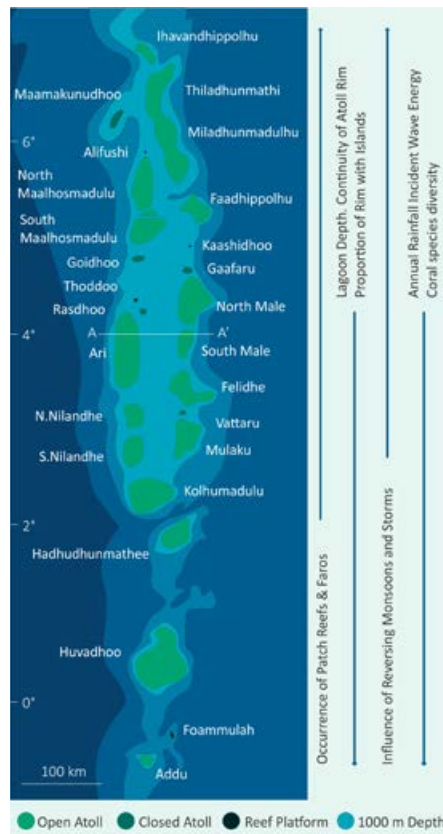 Ihavandhippolhu
Maamakunudhoo
Thiladhunmathi
6°
Miladhunmadulhu
Alifushi
North
Maalhosmadulu
Faadhippolhu
South
Maalhosmadulu
Kaashidhoo
Goidhoo
Gaafaru
Thoddoo
Rasdhoo
North Male
4°
A
A'
Ari
South Male
Felidhe
N.Nilandhe
Vattaru
S.Nilandhe
Mulaku
Kolhumadulu
2°
Hadhudhunmathee
Huvadhoo
0°
Foammulah
100 km
Addu
Occurrence of Patch Reefs & Faros
Lagoon Depth. Continuity of Atoll Rim
Proportion of Rim with Islands
Influence of Reversing Monsoons and Storms
Annual Rainfall Incident Wave Energy
Coral species diversity
Open Atoll
Closed Atoll
Reef Platform
1000 m Depth